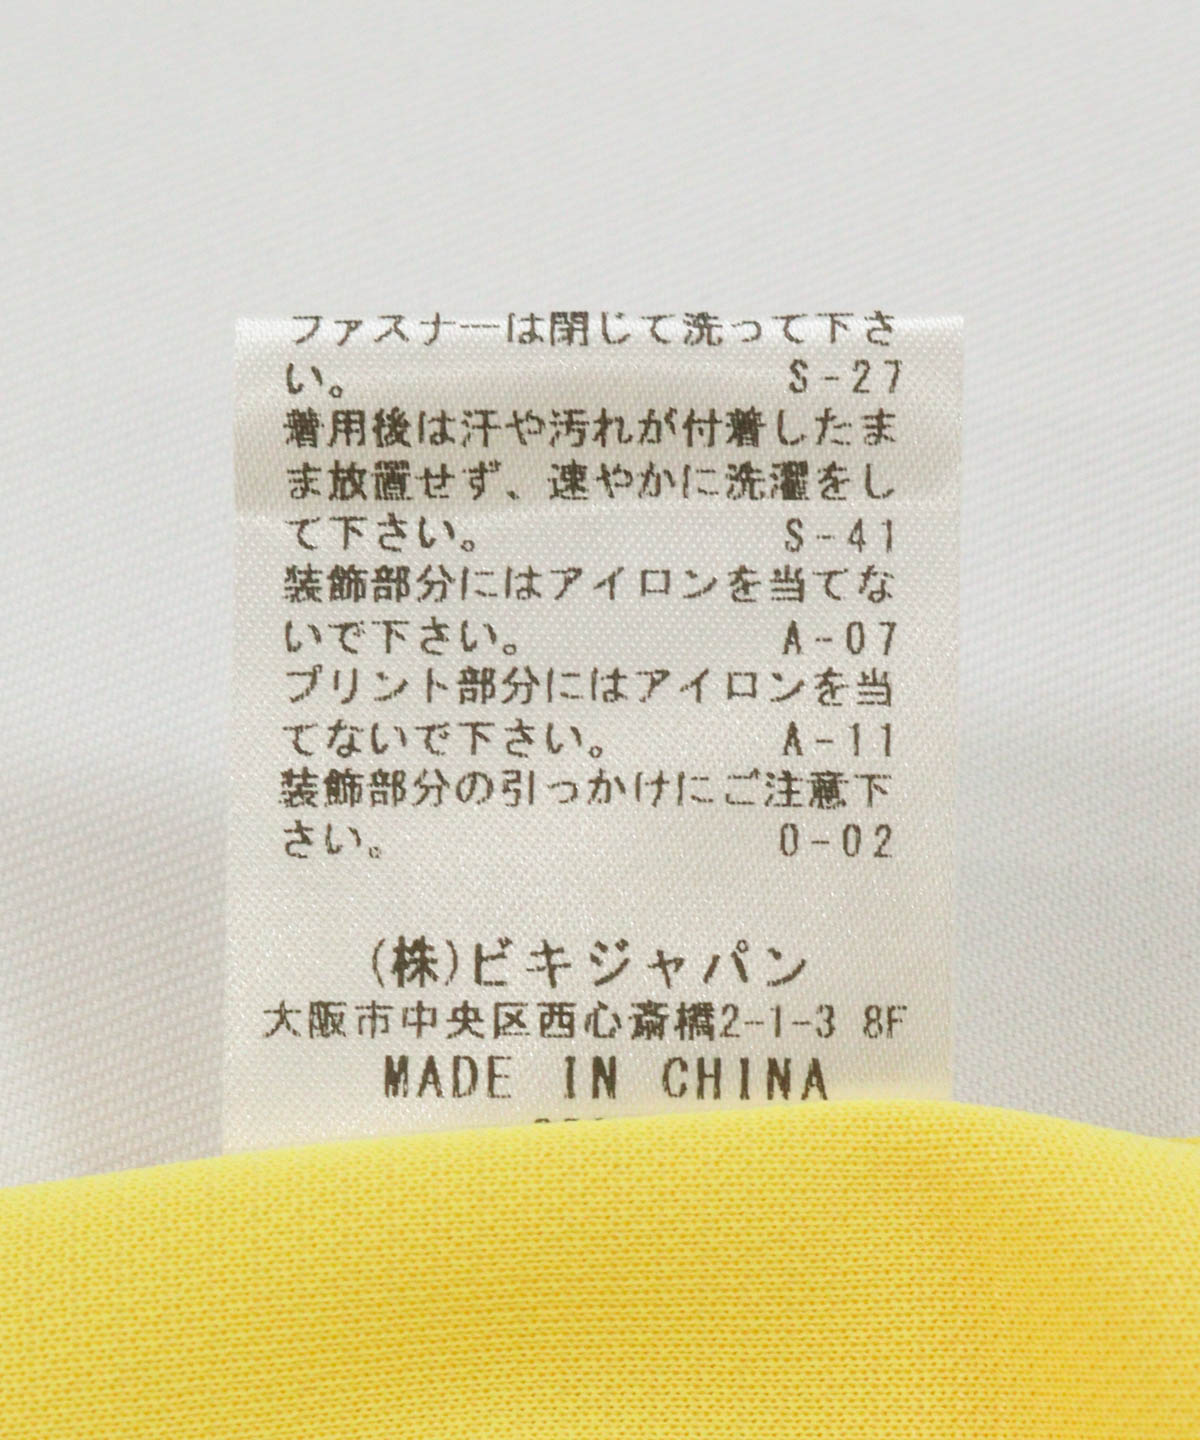 ファスナーは閉じて洗って下さ
い。 S-27
着用後は汗や汚れが付着したま
ま放置せず、速やかに洗濯をし
て下さい。 S-41
装飾部分にはアイロンを当てな
いで下さい。 A-07
プリント部分にはアイロンを当
てないで下さい。 A-11
装飾部分の引っかけにご注意下
さい。 0-02
(株)ビキジャパン
大阪市中央区西心斎橋2-1-3 8F
MADE IN CHINA